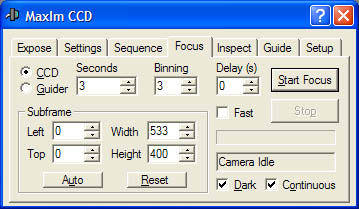 MaxIm CCD
Expose Settings Sequence Focus Inspect Guide Setup
CCD Seconds Binning Delay (s)
Guider 3 3 0 Start Focus
Subframe Fast Stop
Left 0 Width 533
Top 0 Height 400 Camera Idle
Auto Reset Dark Continuous